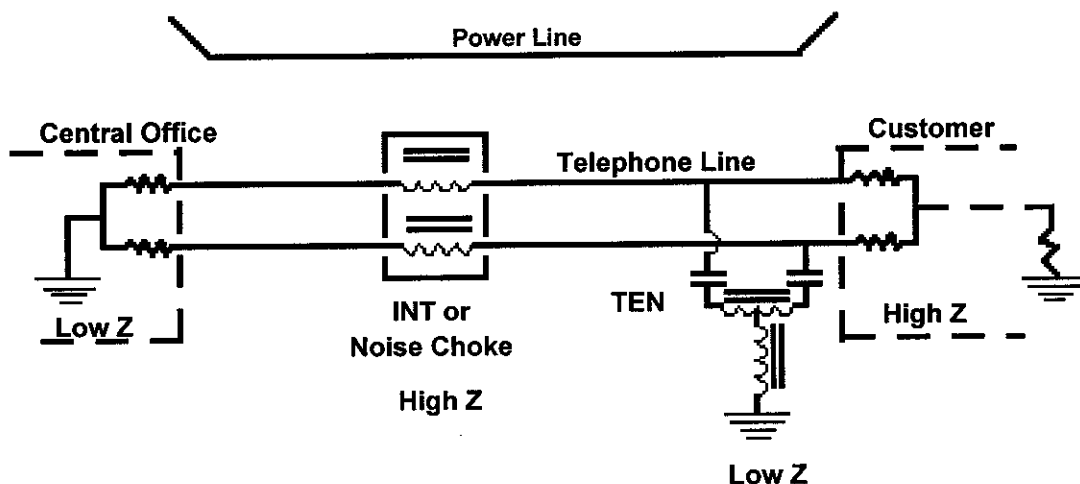 Power Line
Central Office
Customer
Telephone Line
TEN
INT or
Noise Choke
Low Z
High Z
High Z
Low Z